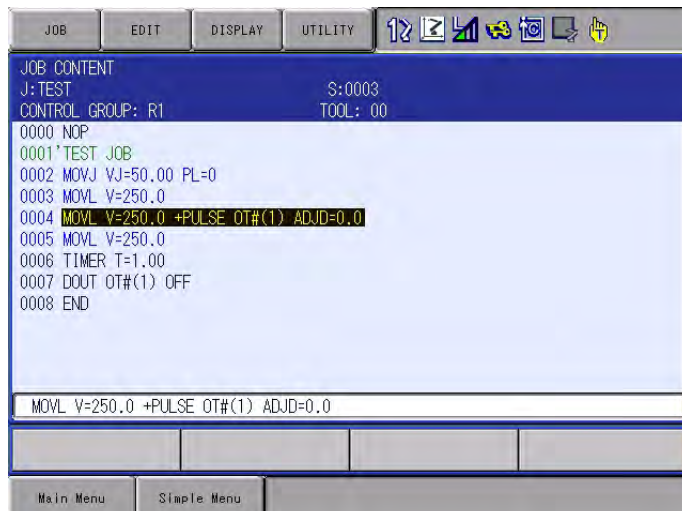 JOB EDIT DISPLAY UTILITY
JOB CONTENT
J:TEST S:0003
CONTROL GROUP: R1 TOOL: 00
0000 NOP
0001'TEST JOB
0002 MOVJ VJ=50.00 PL=0
0003 MOVL V=250.0
0004 MOVL V=250.0 +PULSE OT#(1) ADJD=0.0
0005 MOVL V=250.0
0006 TIMER T=1.00
0007 DOUT OT#(1) OFF
0008 END
MOVL V=250.0 +PULSE OT#(1) ADJD=0.0
Main Menu Simple Menu